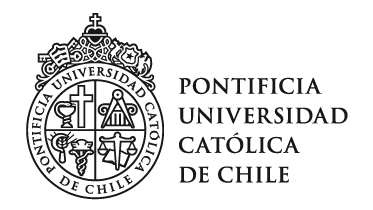 PONTIFICIA UNIVERSIDAD CATÓLICA DE CHILE
PONTIFICIA
UNIVERSIDAD
CATÓLICA
DE CHILE